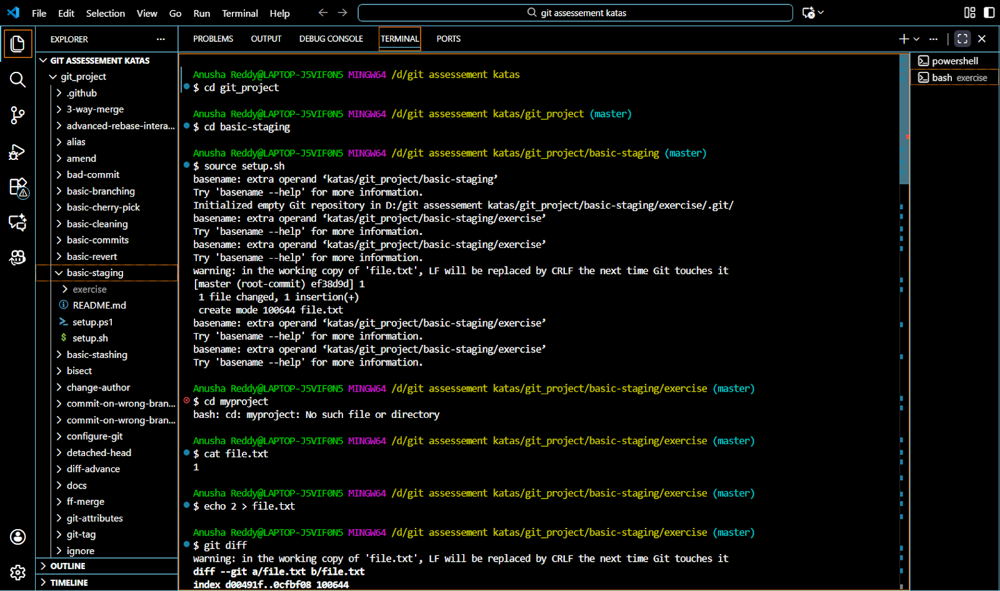 File Edit Selection View Go Run Terminal Help
git assessement katas
EXPLORER
PROBLEMS OUTPUT DEBUG CONSOLE TERMINAL PORTS
GIT ASSESSEMENT KATAS
git_project
.github
3-way-merge
advanced-rebase-intera...
alias
amend
bad-commit
basic-branching
basic-cherry-pick
basic-cleaning
basic-commits
basic-revert
basic-staging
exercise
README.md
setup.ps1
setup.sh
basic-stashing
bisect
change-author
commit-on-wrong-bran...
commit-on-wrong-bran...
configure-git
detached-head
diff-advance
docs
ff-merge
git-attributes
git-tag
ignore
OUTLINE
TIMELINE
Anusha Reddy@LAPTOP-J5VIF0N5 MINGW64 /d/git assessement katas
$ cd git_project
Anusha Reddy@LAPTOP-J5VIF0N5 MINGW64 /d/git assessement katas/git_project (master)
$ cd basic-staging
Anusha Reddy@LAPTOP-J5VIF0N5 MINGW64 /d/git assessement katas/git_project/basic-staging (master)
$ source setup.sh
basename: extra operand ‘katas/git_project/basic-staging’
Try 'basename --help' for more information.
Initialized empty Git repository in D:/git assessement katas/git_project/basic-staging/exercise/.git/
basename: extra operand ‘katas/git_project/basic-staging/exercise’
Try 'basename --help' for more information.
basename: extra operand ‘katas/git_project/basic-staging/exercise’
Try 'basename --help' for more information.
warning: in the working copy of 'file.txt', LF will be replaced by CRLF the next time Git touches it
[master (root-commit) ef38d9d] 1
1 file changed, 1 insertion(+)
create mode 100644 file.txt
basename: extra operand ‘katas/git_project/basic-staging/exercise’
Try 'basename --help' for more information.
basename: extra operand ‘katas/git_project/basic-staging/exercise’
Try 'basename --help' for more information.
Anusha Reddy@LAPTOP-J5VIF0N5 MINGW64 /d/git assessement katas/git_project/basic-staging/exercise (master)
$ cd myproject
bash: cd: myproject: No such file or directory
Anusha Reddy@LAPTOP-J5VIF0N5 MINGW64 /d/git assessement katas/git_project/basic-staging/exercise (master)
$ cat file.txt
1
Anusha Reddy@LAPTOP-J5VIF0N5 MINGW64 /d/git assessement katas/git_project/basic-staging/exercise (master)
$ echo 2 > file.txt
Anusha Reddy@LAPTOP-J5VIF0N5 MINGW64 /d/git assessement katas/git_project/basic-staging/exercise (master)
$ git diff
warning: in the working copy of 'file.txt', LF will be replaced by CRLF the next time Git touches it
diff --git a/file.txt b/file.txt
index d00491f..0cfbf08 100644
powershell
bash exercise